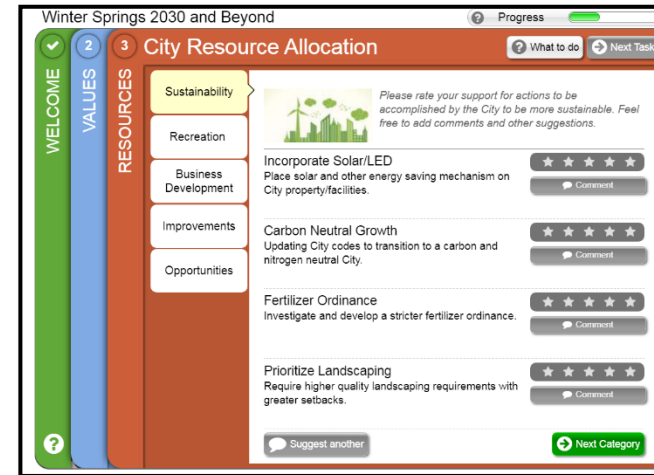 Winter Springs 2030 and Beyond
? Progress
WELCOME
2
VALUES
3
RESOURCES
City Resource Allocation
? What to do
Next Task
Sustainability
Recreation
Business
Development
Improvements
Opportunities
Please rate your support for actions to be
accomplished by the City to be more sustainable. Feel
free to add comments and other suggestions.
Incorporate Solar/LED
Place solar and other energy saving mechanism on
City property/facilities.
Comment
Carbon Neutral Growth
Updating City codes to transition to a carbon and
nitrogen neutral City.
Comment
Fertilizer Ordinance
Investigate and develop a stricter fertilizer ordinance.
Comment
Prioritize Landscaping
Require higher quality landscaping requirements with
greater setbacks.
Comment
?
Suggest another
Next Category